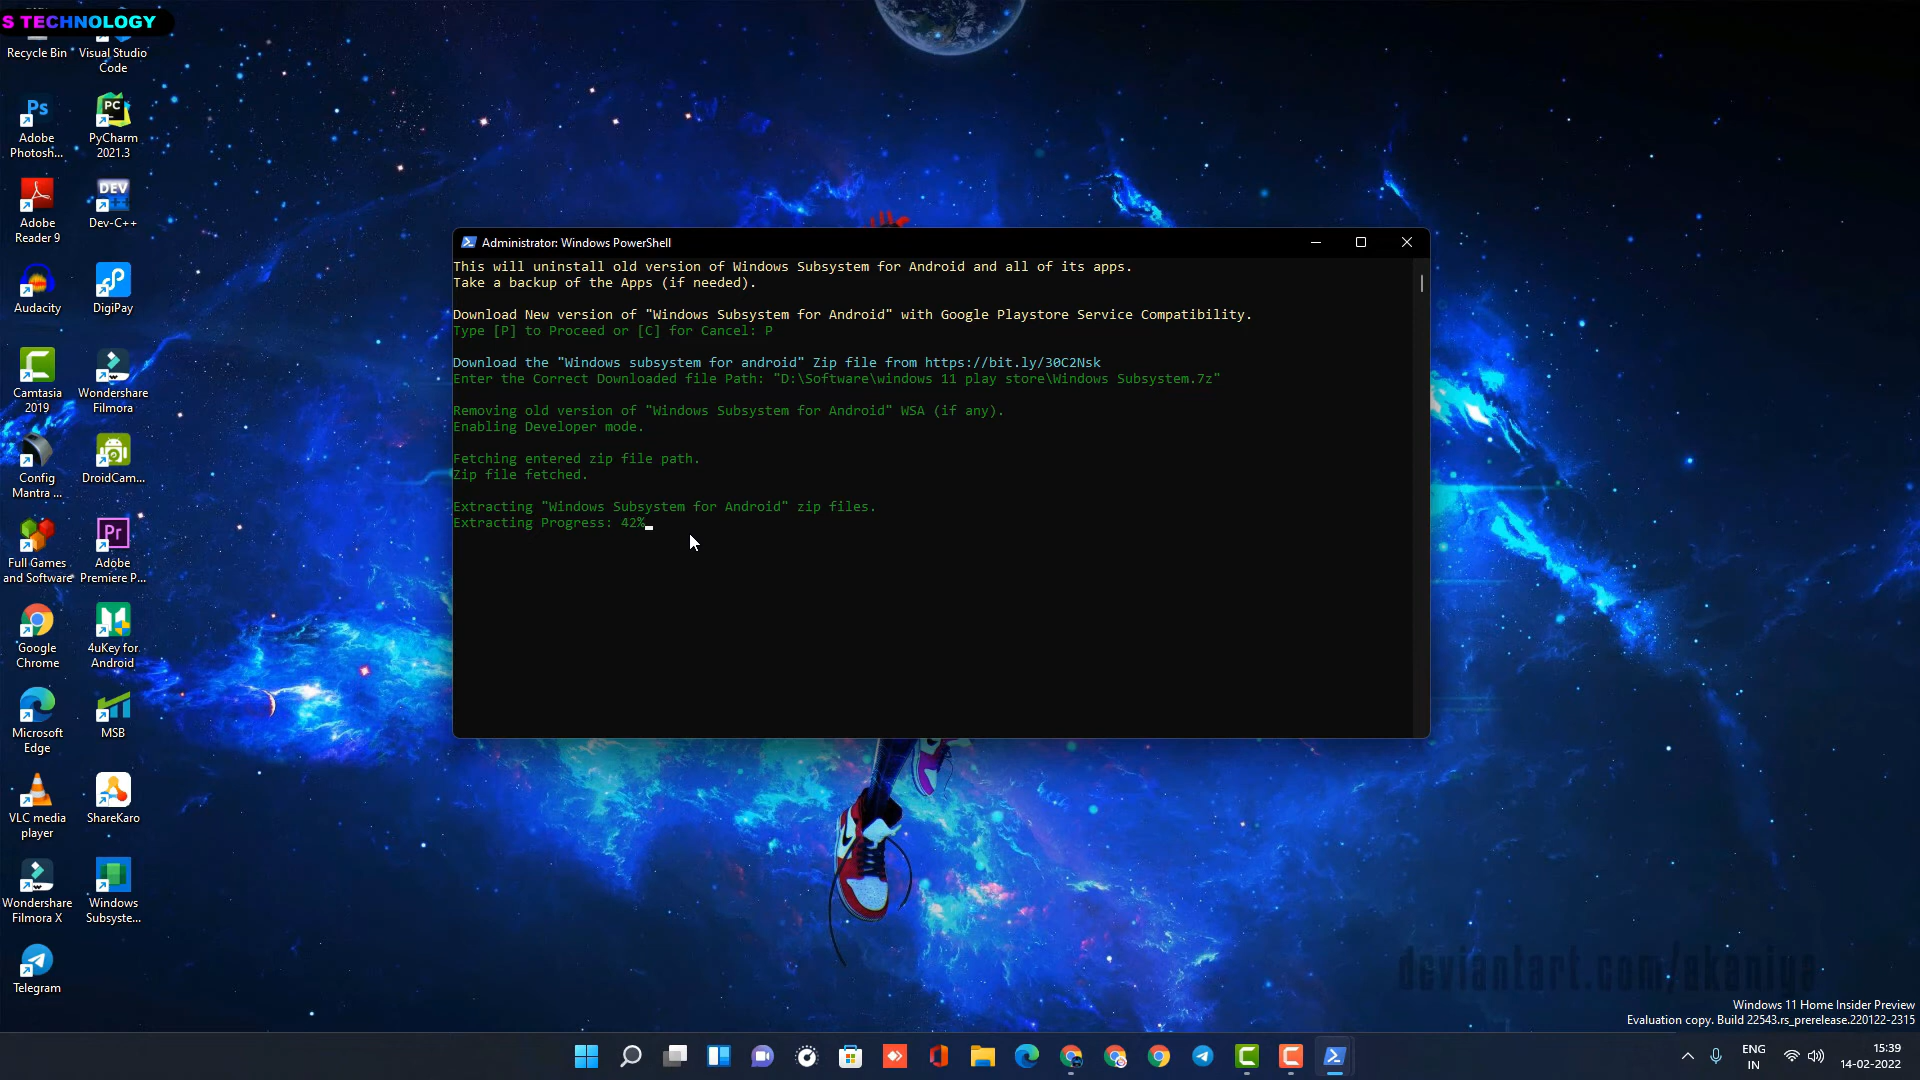 S TECHNOLOGY
Recycle Bin
Visual Studio
Code
Adobe
Photosh...
PyCharm
2021.3
Adobe
Reader 9
Dev-C++
Audacity
DigiPay
Camtasia
2019
Wondershare
Filmora
Config
Mantra ...
DroidCam...
Full Games
and Software
Adobe
Premiere P...
Google
Chrome
4uKey for
Android
Microsoft
Edge
MSB
VLC media
player
ShareKaro
Wondershare
Filmora X
Windows
Subsyste...
Telegram
Ps
PC
DEV
Pr
Administrator: Windows PowerShell
This will uninstall old version of Windows Subsystem for Android and all of its apps.
Take a backup of the Apps (if needed).
Download New version of "Windows Subsystem for Android" with Google Playstore Service Compatibility.
Type [P] to Proceed or [C] for Cancel: P
Download the "Windows subsystem for android" Zip file from https://bit.ly/30C2Nsk
Enter the Correct Downloaded file Path: "D:\Software\windows 11 play store\Windows Subsystem.7z"
Removing old version of "Windows Subsystem for Android" WSA (if any).
Enabling Developer mode.
Fetching entered zip file path.
Zip file fetched.
Extracting "Windows Subsystem for Android" zip files.
Extracting Progress: 42%
deviantart.com/akaniya
Windows 11 Home Insider Preview
Evaluation copy. Build 22543.rs_prerelease.220122-2315
ENG
IN
15:39
14-02-2022